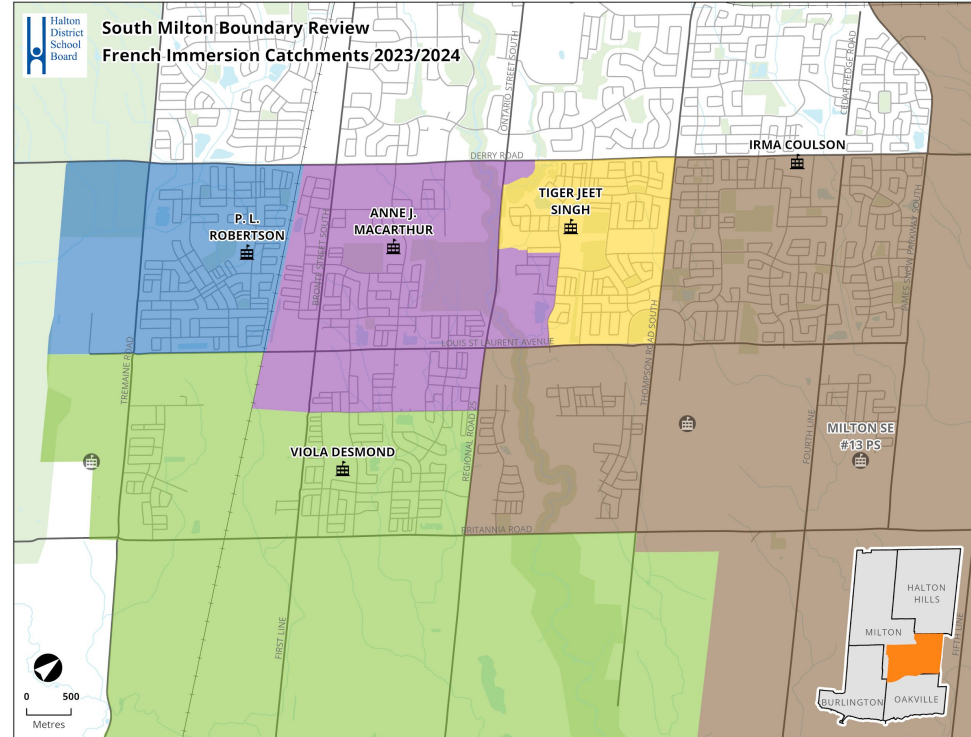 Halton
District
School
Board
South Milton Boundary Review
French Immersion Catchments 2023/2024
ONTARIO STREET SOUTH
CEDAR HEDGE ROAD
DERRY ROAD
IRMA COULSON
P. L.
ROBERTSON
ANNE J.
MACARTHUR
TIGER JEET
SINGH
BRONTE STREET SOUTH
JAMES SNOW PARKWAY SOUTH
LOUIS ST LAURENT AVENUE
TREMAINE ROAD
THOMPSON ROAD SOUTH
REGIONAL ROAD 25
FOURTH LINE
MILTON SE
#13 PS
VIOLA DESMOND
BRITANNIA ROAD
FIRST LINE
FIFTH LINE
HALTON
HILLS
MILTON
BURLINGTON
OAKVILLE
0 500
Metres